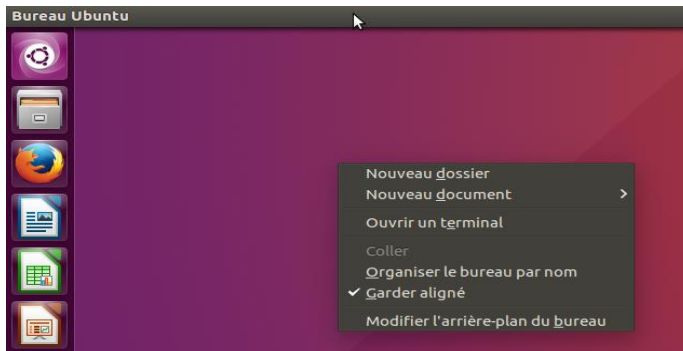 Bureau Ubuntu
Nouveau dossier
Nouveau document
Ouvrir un terminal
Coller
Organiser le bureau par nom
Garder aligné
Modifier l'arrière-plan du bureau